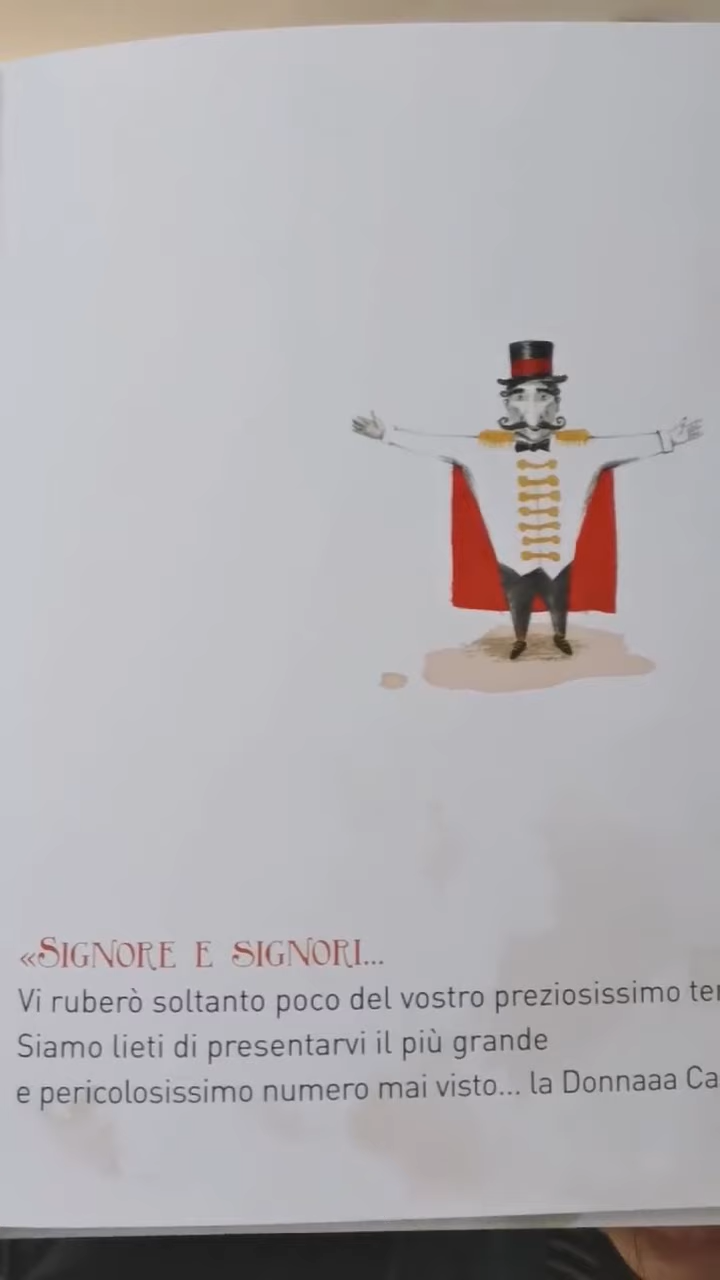 «SIGNORE E SIGNORI...
Vi ruberò soltanto poco del vostro preziosissimo
Siamo lieti di presentarvi il più grande
e pericolosissimo numero mai visto... la Donnaaa